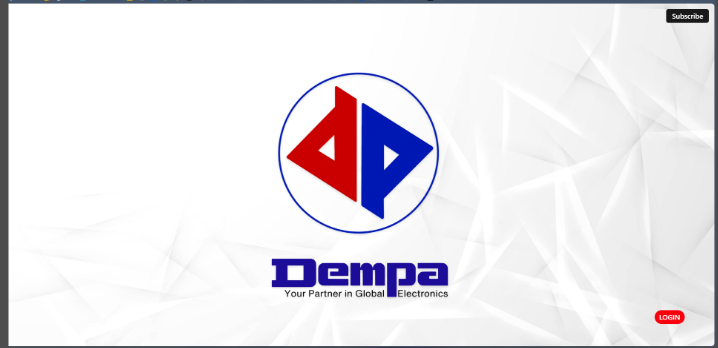 Subscribe
Dempa
Your Partner in Global Electronics
LOGIN